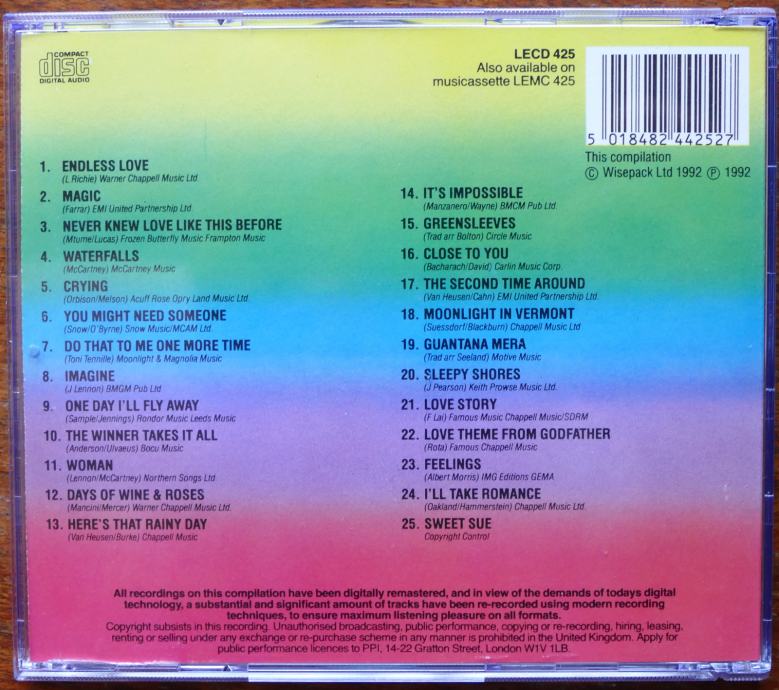 COMPACT
disc
DIGITAL AUDIO
LECD 425
Also available on
musicassette LEMC 425
5 018482 442527
This compilation
© Wisepack Ltd 1992 ℗ 1992
1. ENDLESS LOVE
(L Richie) Warner Chappell Music Ltd.
2. MAGIC
(Farrar) EMI United Partnership Ltd.
3. NEVER KNEW LOVE LIKE THIS BEFORE
(Mtume/Lucas) Frozen Butterfly Music Frampton Music
4. WATERFALLS
(McCartney) McCartney Music
5. CRYING
(Orbison/Melson) Acuff Rose Opry Land Music Ltd.
6. YOU MIGHT NEED SOMEONE
(Snow/O'Byrne) Snow Music/MCAM Ltd.
7. DO THAT TO ME ONE MORE TIME
(Toni Tennille) Moonlight & Magnolia Music
8. IMAGINE
(J Lennon) BMGM Pub Ltd
9. ONE DAY I'LL FLY AWAY
(Sample/Jennings) Rondor Music Leeds Music
10. THE WINNER TAKES IT ALL
(Anderson/Ulvaeus) Bocu Music
11. WOMAN
(Lennon/McCartney) Northern Songs Ltd
12. DAYS OF WINE & ROSES
(Mancini/Mercer) Warner Chappell Music Ltd.
13. HERE'S THAT RAINY DAY
(Van Heusen/Burke) Chappell Music
14. IT'S IMPOSSIBLE
(Manzanero/Wayne) BMCM Pub Ltd.
15. GREENSLEEVES
(Trad arr Bolton) Circle Music
16. CLOSE TO YOU
(Bacharach/David) Carlin Music Corp.
17. THE SECOND TIME AROUND
(Van Heusen/Cahn) EMI United Partnership Ltd.
18. MOONLIGHT IN VERMONT
(Suessdorf/Blackburn) Chappell Music Ltd
19. GUANTANA MERA
(Trad arr Seeland) Motive Music
20. SLEEPY SHORES
(J Pearson) Keith Prowse Music Ltd.
21. LOVE STORY
(F Lai) Famous Music Chappell Music/SDRM
22. LOVE THEME FROM GODFATHER
(Rota) Famous Chappell Music
23. FEELINGS
(Albert Morris) IMG Editions GEMA
24. I'LL TAKE ROMANCE
(Oakland/Hammerstein) Chappell Music Ltd.
25. SWEET SUE
Copyright Control
All recordings on this compilation have been digitally remastered, and in view of the demands of todays digital
technology, a substantial and significant amount of tracks have been re-recorded using modern recording
techniques, to ensure maximum listening pleasure on all formats.
Copyright subsists in this recording. Unauthorised broadcasting, public performance, copying or re-recording, hiring, leasing,
renting or selling under any exchange or re-purchase scheme in any manner is prohibited in the United Kingdom. Apply for
public performance licences to PPI, 14-22 Gratton Street, London W1V 1LB.